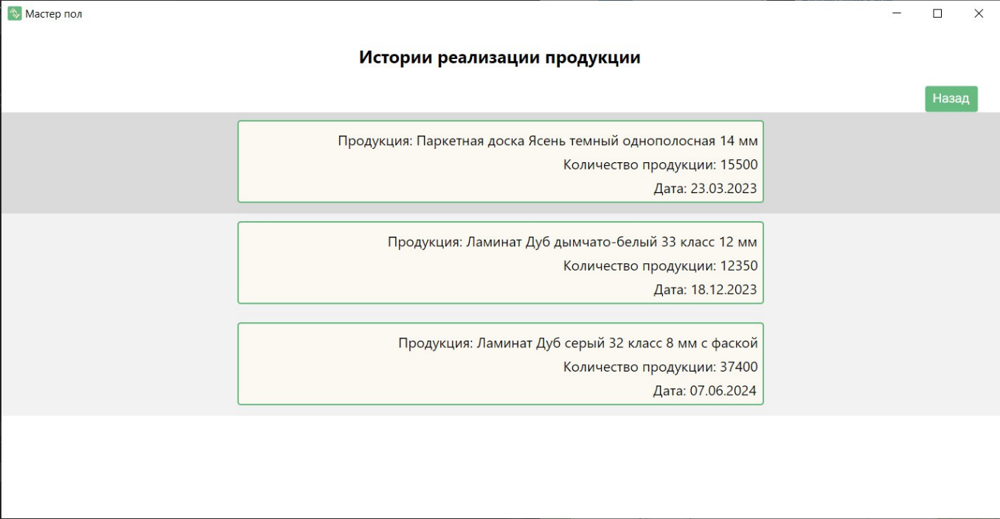 Мастер пол
Истории реализации продукции
Назад
Продукция: Паркетная доска Ясень темный однополосная 14 мм
Количество продукции: 15500
Дата: 23.03.2023
Продукция: Ламинат Дуб дымчато-белый 33 класс 12 мм
Количество продукции: 12350
Дата: 18.12.2023
Продукция: Ламинат Дуб серый 32 класс 8 мм с фаской
Количество продукции: 37400
Дата: 07.06.2024